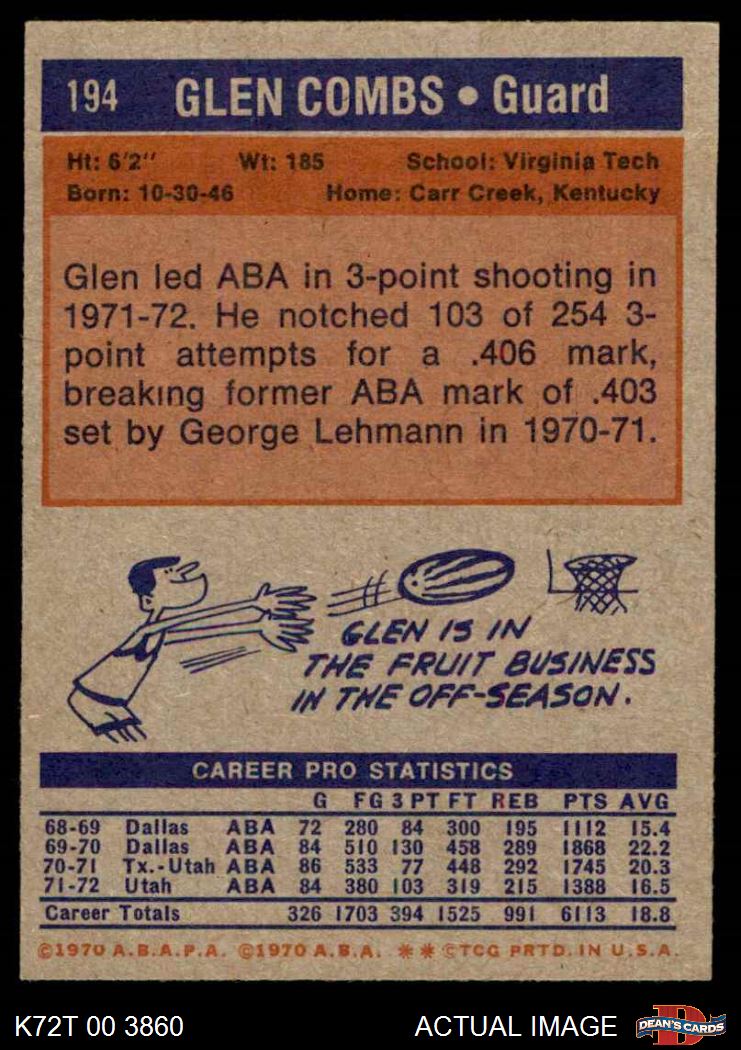 194 GLEN COMBS • Guard
Ht: 6'2" Wt: 185 School: Virginia Tech
Born: 10-30-46 Home: Carr Creek, Kentucky
Glen led ABA in 3-point shooting in
1971-72. He notched 103 of 254 3-
point attempts for a .406 mark,
breaking former ABA mark of .403
set by George Lehmann in 1970-71.
GLEN IS IN
THE FRUIT BUSINESS
IN THE OFF-SEASON.
CAREER PRO STATISTICS
G FG 3 PT FT REB PTS AVG
68-69 Dallas ABA 72 280 84 300 195 1112 15.4
69-70 Dallas ABA 84 510 130 458 289 1868 22.2
70-71 Tx.-Utah ABA 86 533 77 448 292 1745 20.3
71-72 Utah ABA 84 380 103 319 215 1388 16.5
Career Totals 326 1703 394 1525 991 6113 18.8
©1970 A.B.A.P.A. ©1970 A.B.A. ** ©TCG PRTD. IN U.S.A.
K72T 00 3860 ACTUAL IMAGE D DEAN'S CARDS